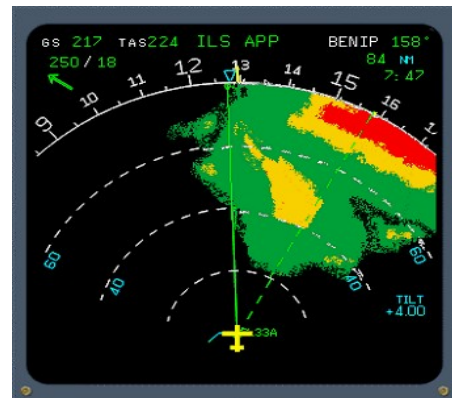 GS 217 TAS224 ILS APP BENIP 158°
250/18 84 NM
7:47
9 10 11 12 13 14 15 16
60 40 40 60
33A
TILT
+4.00